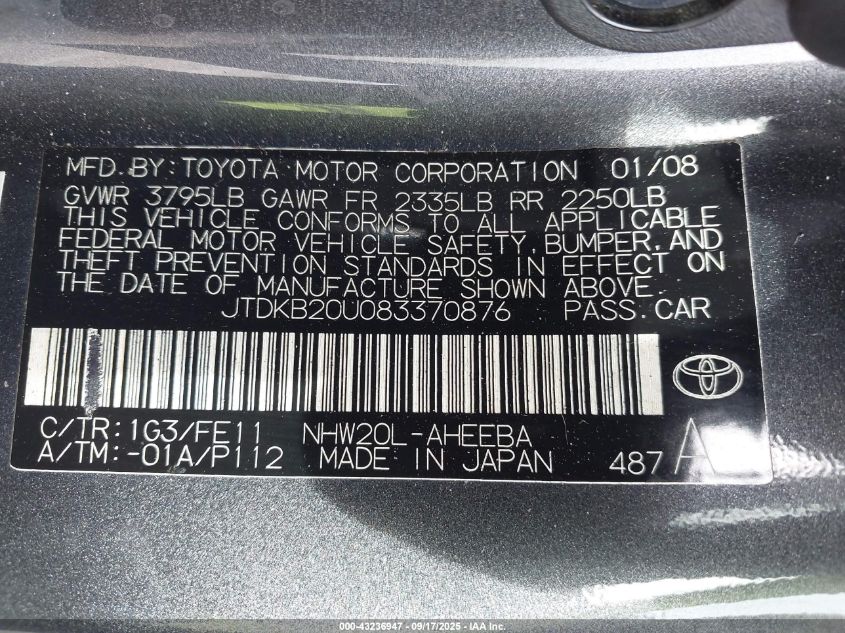 MFD. BY: TOYOTA MOTOR CORPORATION 01/08
GVWR 3795LB GAWR FR 2335LB RR 2250LB
THIS VEHICLE CONFORMS TO ALL APPLICABLE
FEDERAL MOTOR VEHICLE SAFETY, BUMPER, AND
THEFT PREVENTION STANDARDS IN EFFECT ON
THE DATE OF MANUFACTURE SHOWN ABOVE.
JTDKB20U083370876 PASS. CAR
C/TR: 1G3/FE11 NHW20L-AHEEBA
A/TM: -01A/P112 MADE IN JAPAN 487 A
000-43236947 - 09/17/2025 - IAA Inc.